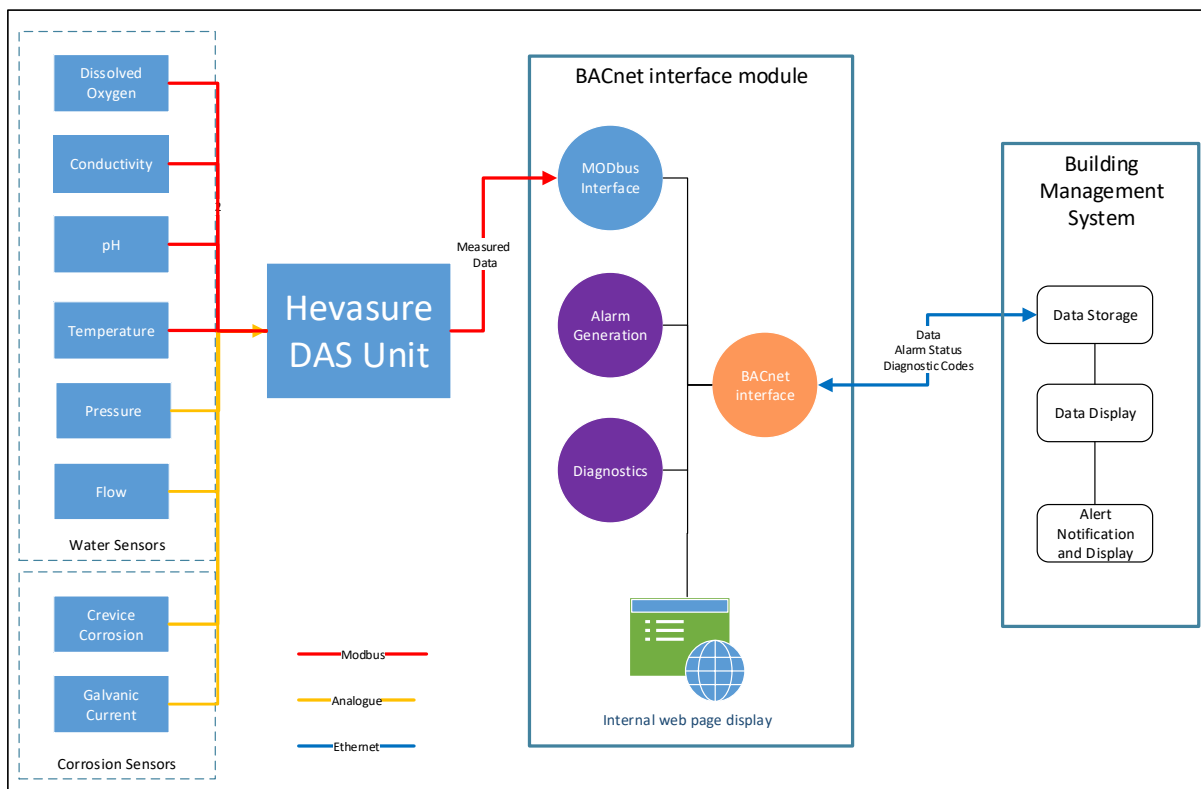 Dissolved
Oxygen
Conductivity
2
pH
Temperature
Pressure
Flow
Water Sensors
Crevice
Corrosion
Galvanic
Current
Corrosion Sensors
Hevasure
DAS Unit
Measured
Data
Modbus
Analogue
Ethernet
BACnet interface module
MODbus
Interface
Alarm
Generation
Diagnostics
BACnet
interface
Internal web page display
Data
Alarm Status
Diagnostic Codes
Building
Management
System
Data Storage
Data Display
Alert
Notification
and Display